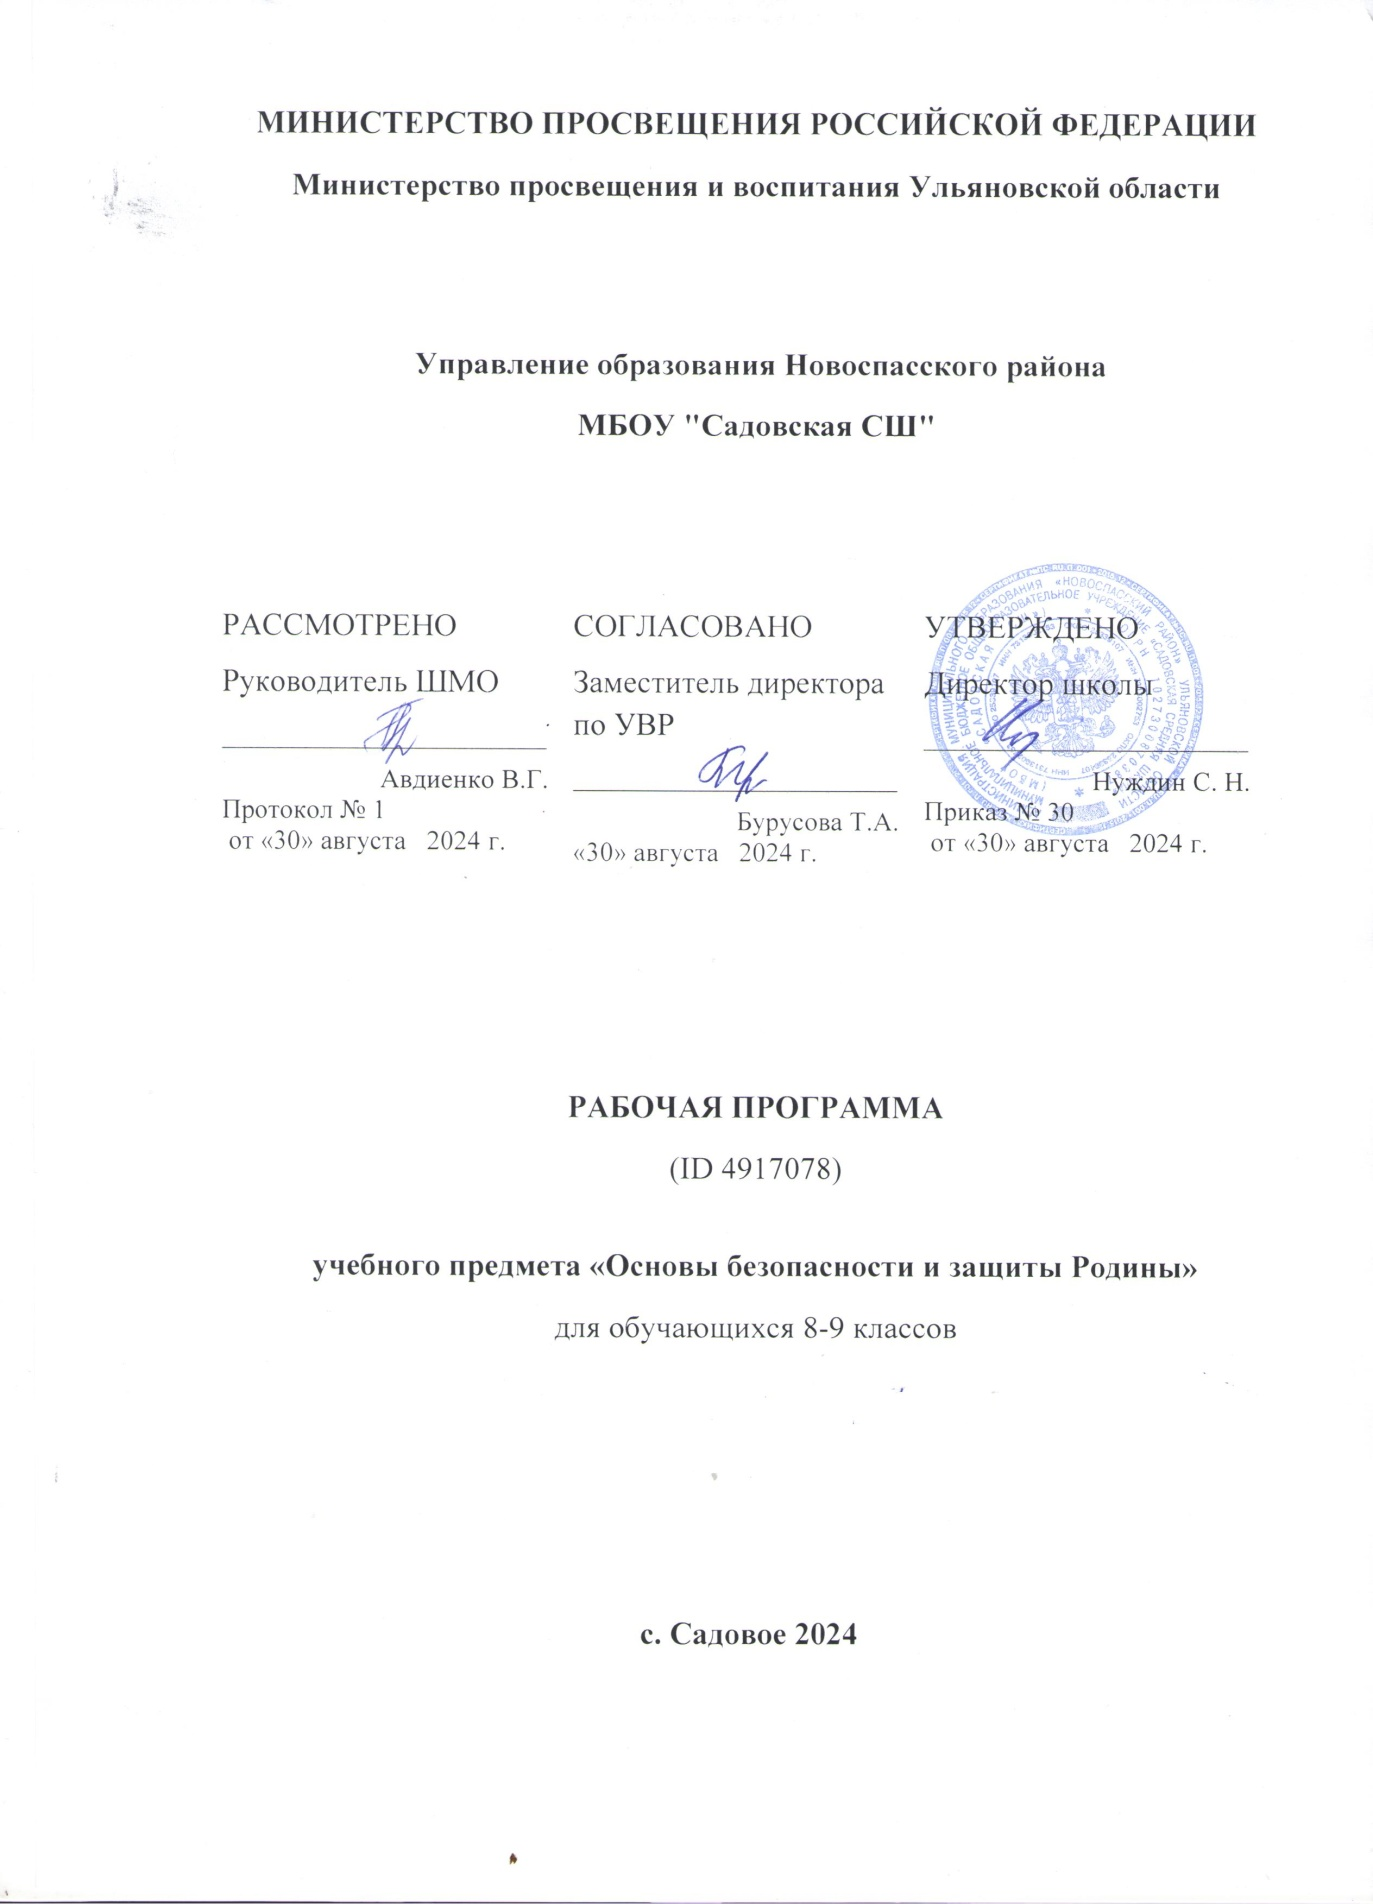 МИНИСТЕРСТВО ПРОСВЕЩЕНИЯ РОССИЙСКОЙ ФЕДЕРАЦИИ
Министерство просвещения и воспитания Ульяновской области
Управление образования Новоспасского района
МБОУ "Садовская СШ"
РАССМОТРЕНО
Руководитель ШМО
Авдиенко В.Г.
Протокол № 1
от «30» августа 2024 г.
СОГЛАСОВАНО
Заместитель директора
по УВР
Бурусова Т.А.
«30» августа 2024 г.
УТВЕРЖДЕНО
Директор школы
Нуждин С. Н.
Приказ № 30
от «30» августа 2024 г.
РАБОЧАЯ ПРОГРАММА
(ID 4917078)
учебного предмета «Основы безопасности и защиты Родины»
для обучающихся 8-9 классов
с. Садовое 2024